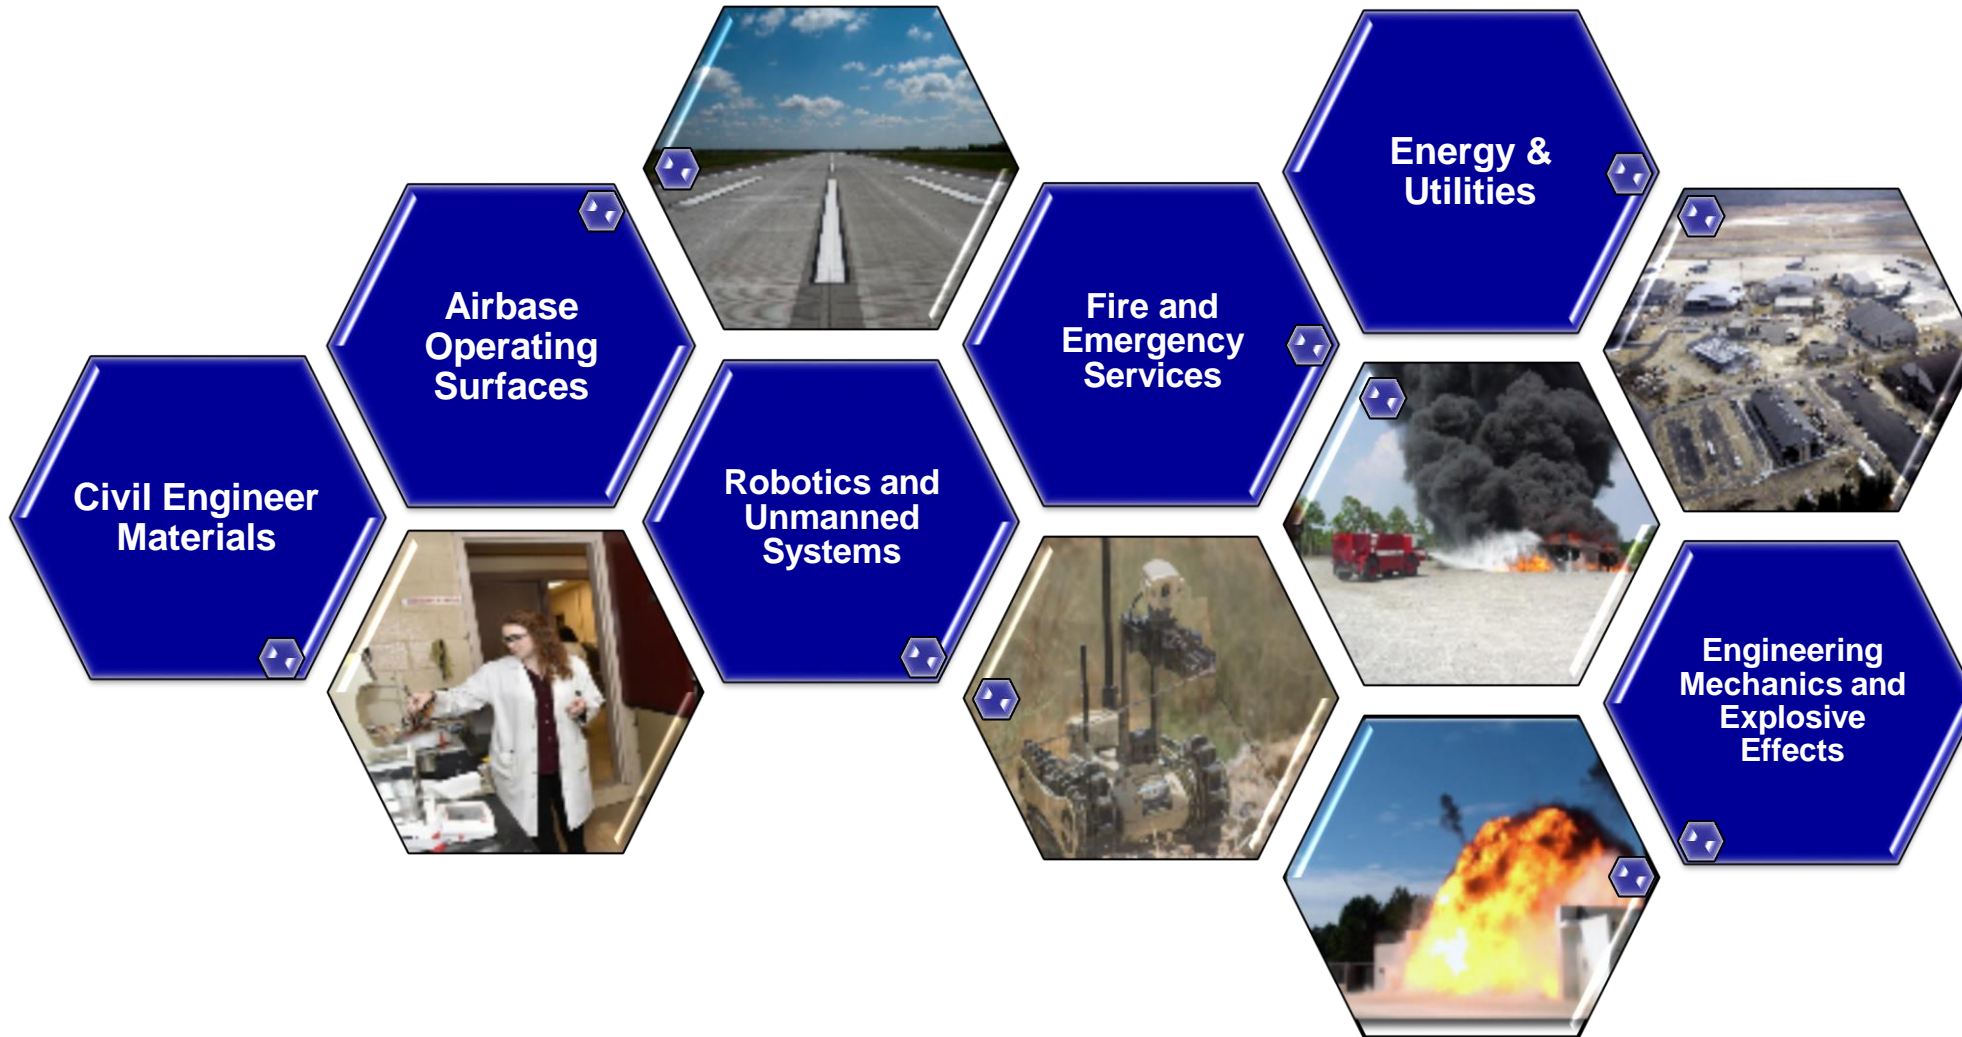 Civil Engineer
Materials
Airbase
Operating
Surfaces
Robotics and
Unmanned
Systems
Fire and
Emergency
Services
Energy &
Utilities
Engineering
Mechanics and
Explosive
Effects